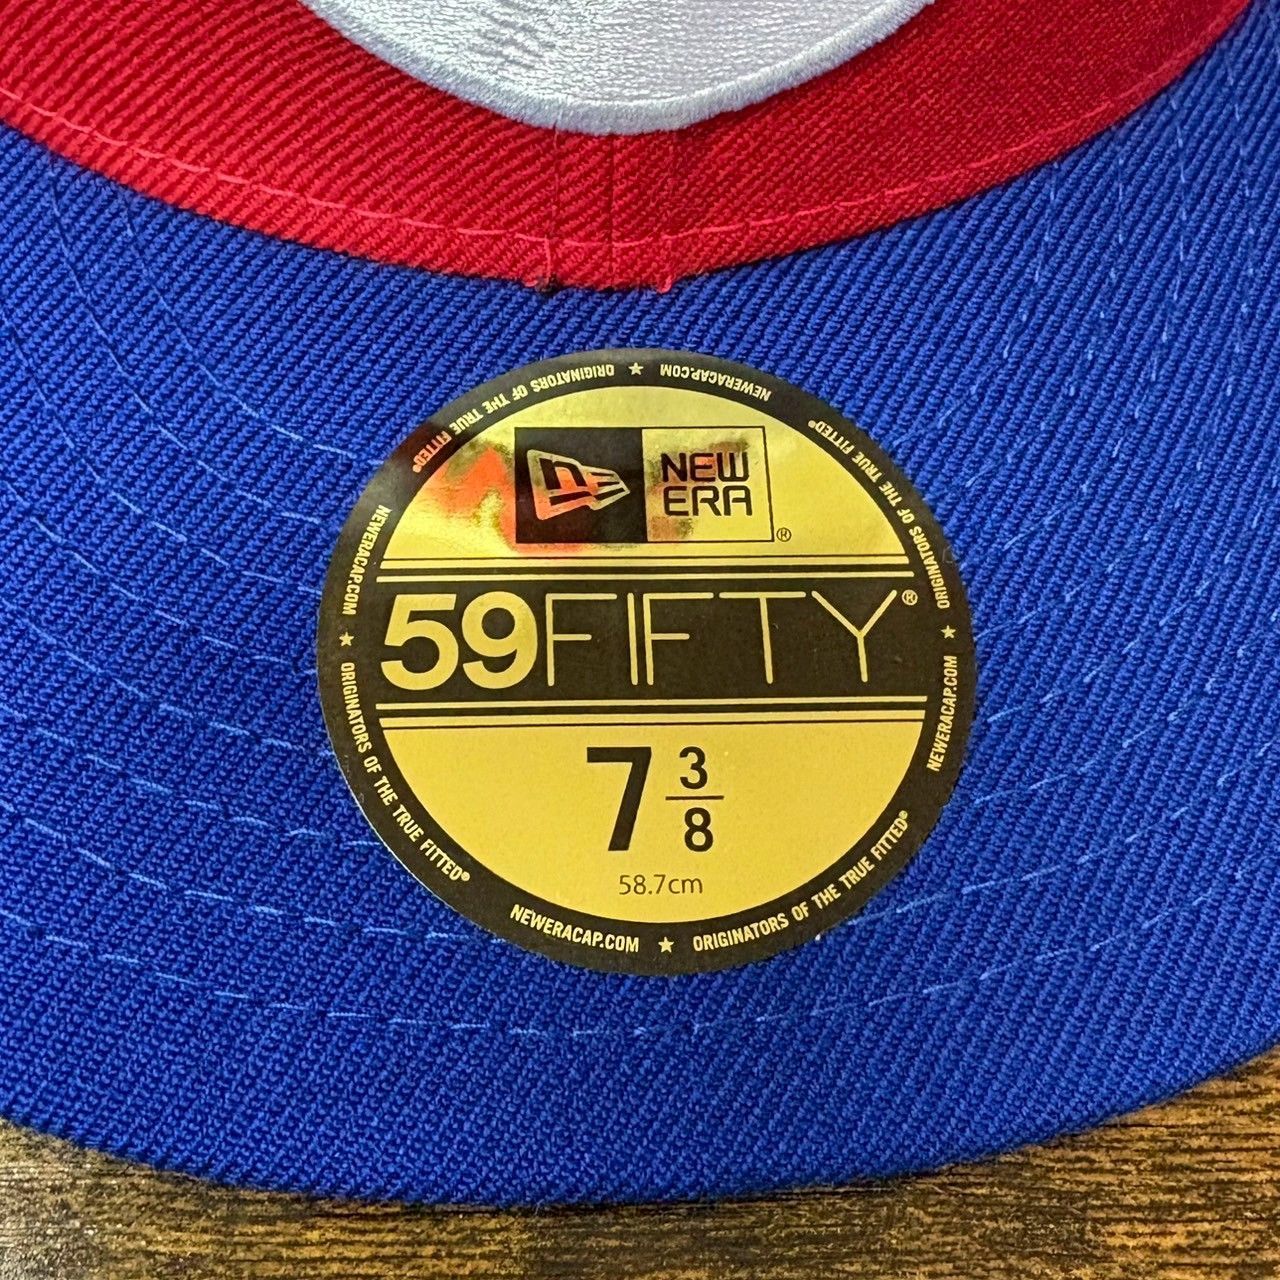 NEW
ERA
®
59FIFTY®
7 3/8
58.7cm
NEWERACAP.COM ★ ORIGINATORS OF THE TRUE FITTED®
NEWERACAP.COM ★ ORIGINATORS OF THE TRUE FITTED®
NEWERACAP.COM ★ ORIGINATORS OF THE TRUE FITTED®
NEWERACAP.COM ★ ORIGINATORS OF THE TRUE FITTED®